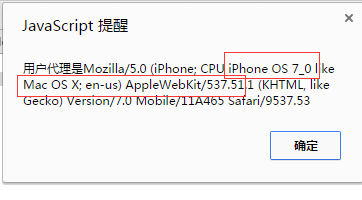 JavaScript 提醒
用户代理是Mozilla/5.0 (iPhone; CPU iPhone OS 7_0 like
Mac OS X; en-us) AppleWebKit/537.51.1 (KHTML, like
Gecko) Version/7.0 Mobile/11A465 Safari/9537.53
确定